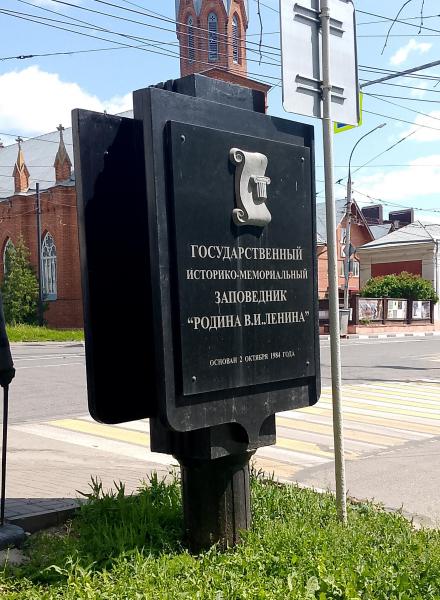 ГОСУДАРСТВЕННЫЙ
ИСТОРИКО-МЕМОРИАЛЬНЫЙ
ЗАПОВЕДНИК
"РОДИНА В.И.ЛЕНИНА"
ОСНОВАН 2 ОКТЯБРЯ 1984 ГОДА